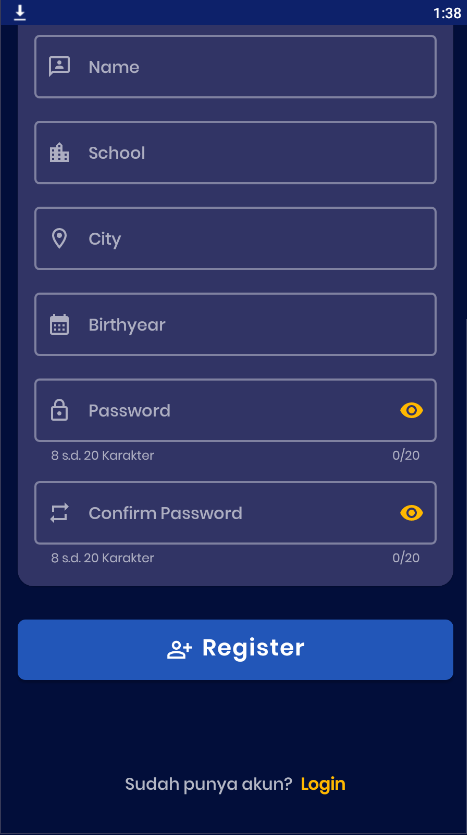 1:38
Name
School
City
Birthyear
Password
8 s.d. 20 Karakter 0/20
Confirm Password
8 s.d. 20 Karakter 0/20
Register
Sudah punya akun? Login